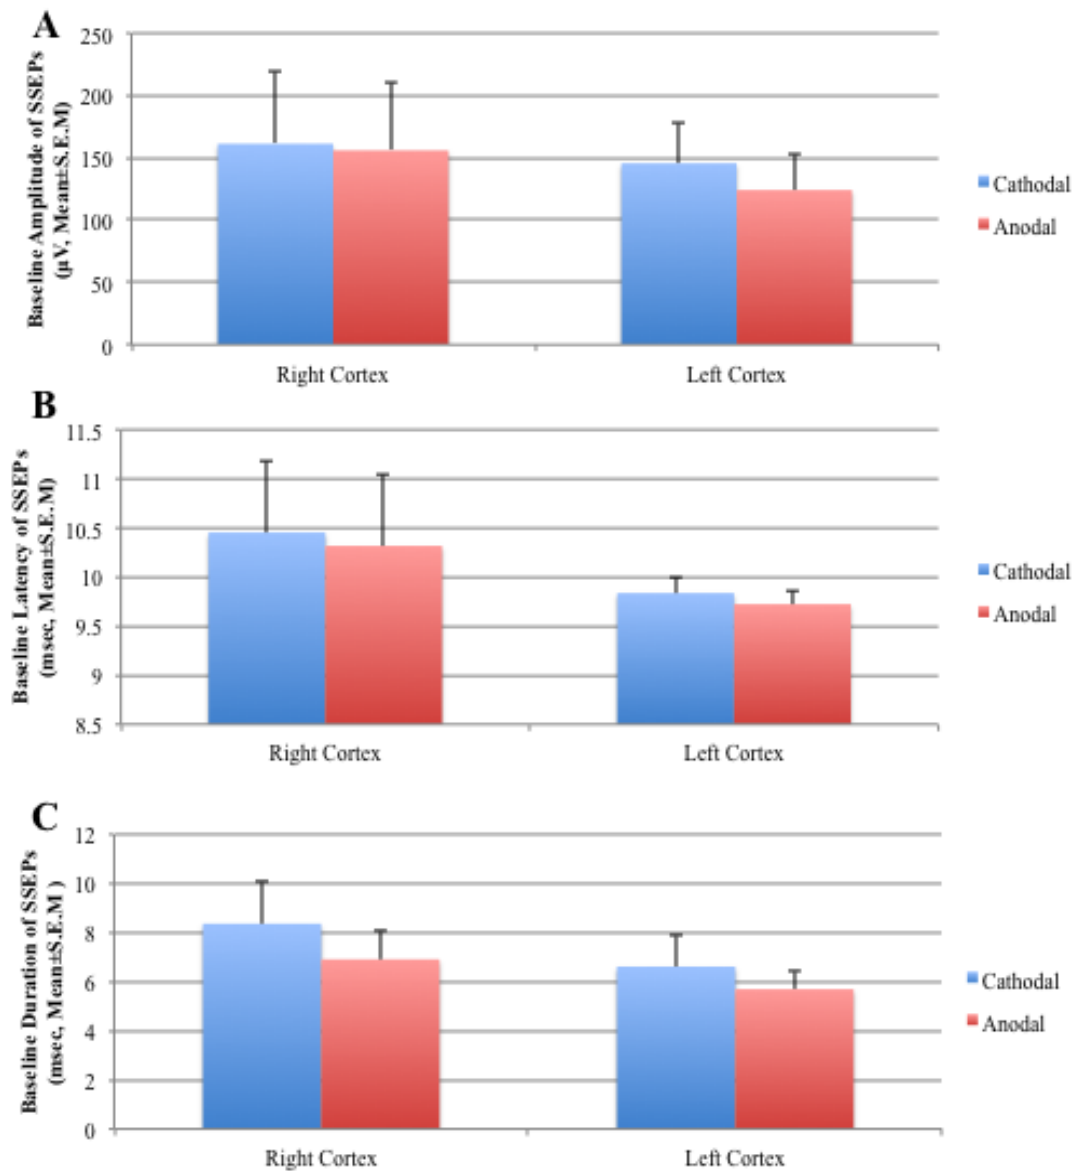 A
Baseline Amplitude of SSEPs
(µV, Mean±S.E.M)
250
200
150
100
50
0
Right Cortex
Left Cortex
Cathodal
Anodal
B
Baseline Latency of SSEPs
(msec, Mean±S.E.M)
11.5
11
10.5
10
9.5
9
8.5
Right Cortex
Left Cortex
Cathodal
Anodal
C
Baseline Duration of SSEPs
(msec, Mean±S.E.M )
12
10
8
6
4
2
0
Right Cortex
Left Cortex
Cathodal
Anodal